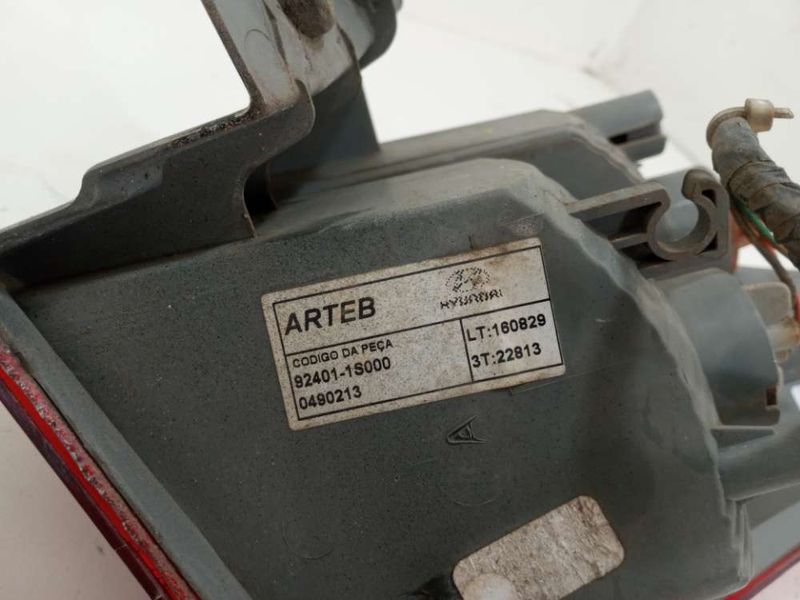 ARTEB
HYUNDAI
CODIGO DA PEÇA
92401-1S000
0490213
LT:160829
3T:22813